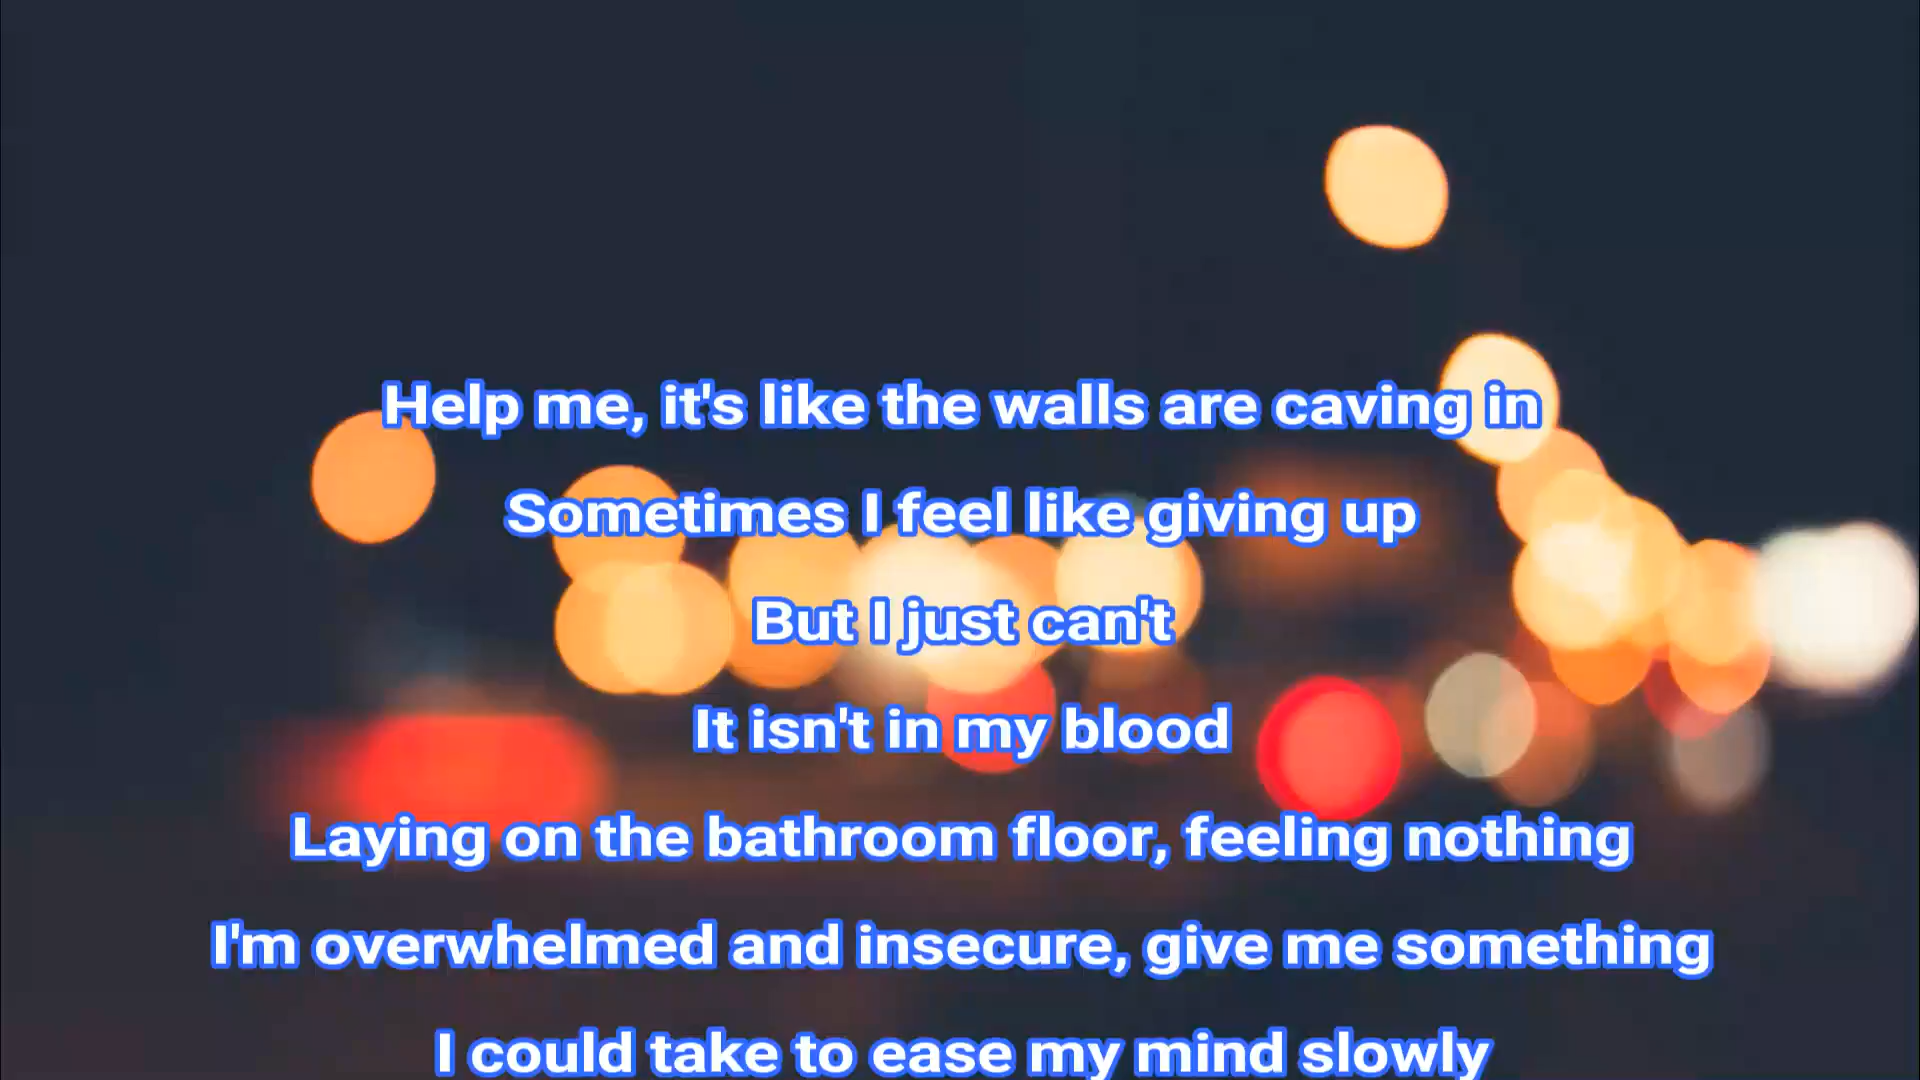 Help me, it's like the walls are caving in
Sometimes I feel like giving up
But I just can't
It isn't in my blood
Laying on the bathroom floor, feeling nothing
I'm overwhelmed and insecure, give me something
I could take to ease my mind slowly